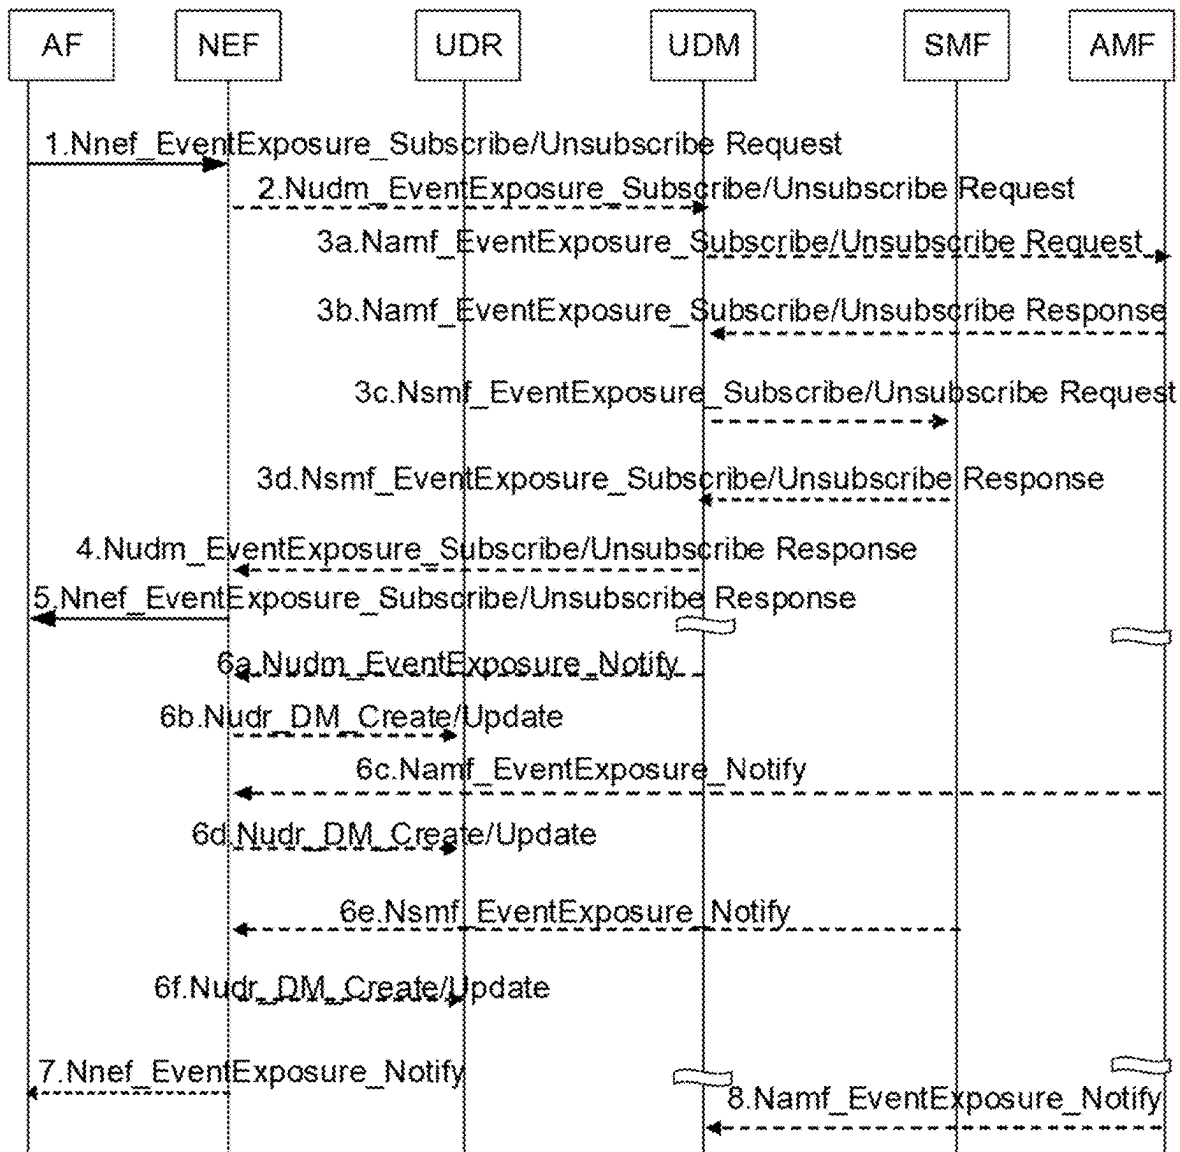 AF NEF UDR UDM SMF AMF
1.Nnef_EventExposure_Subscribe/Unsubscribe Request
2.Nudm_EventExposure_Subscribe/Unsubscribe Request
3a.Namf_EventExposure_Subscribe/Unsubscribe Request
3b.Namf_EventExposure_Subscribe/Unsubscribe Response
3c.Nsmf_EventExposure_Subscribe/Unsubscribe Request
3d.Nsmf_EventExposure_Subscribe/Unsubscribe Response
4.Nudm_EventExposure_Subscribe/Unsubscribe Response
5.Nnef_EventExposure_Subscribe/Unsubscribe Response
6a.Nudm_EventExposure_Notify
6b.Nudr_DM_Create/Update
6c.Namf_EventExposure_Notify
6d.Nudr_DM_Create/Update
6e.Nsmf_EventExposure_Notify
6f.Nudr_DM_Create/Update
7.Nnef_EventExposure_Notify
8.Namf_EventExposure_Notify